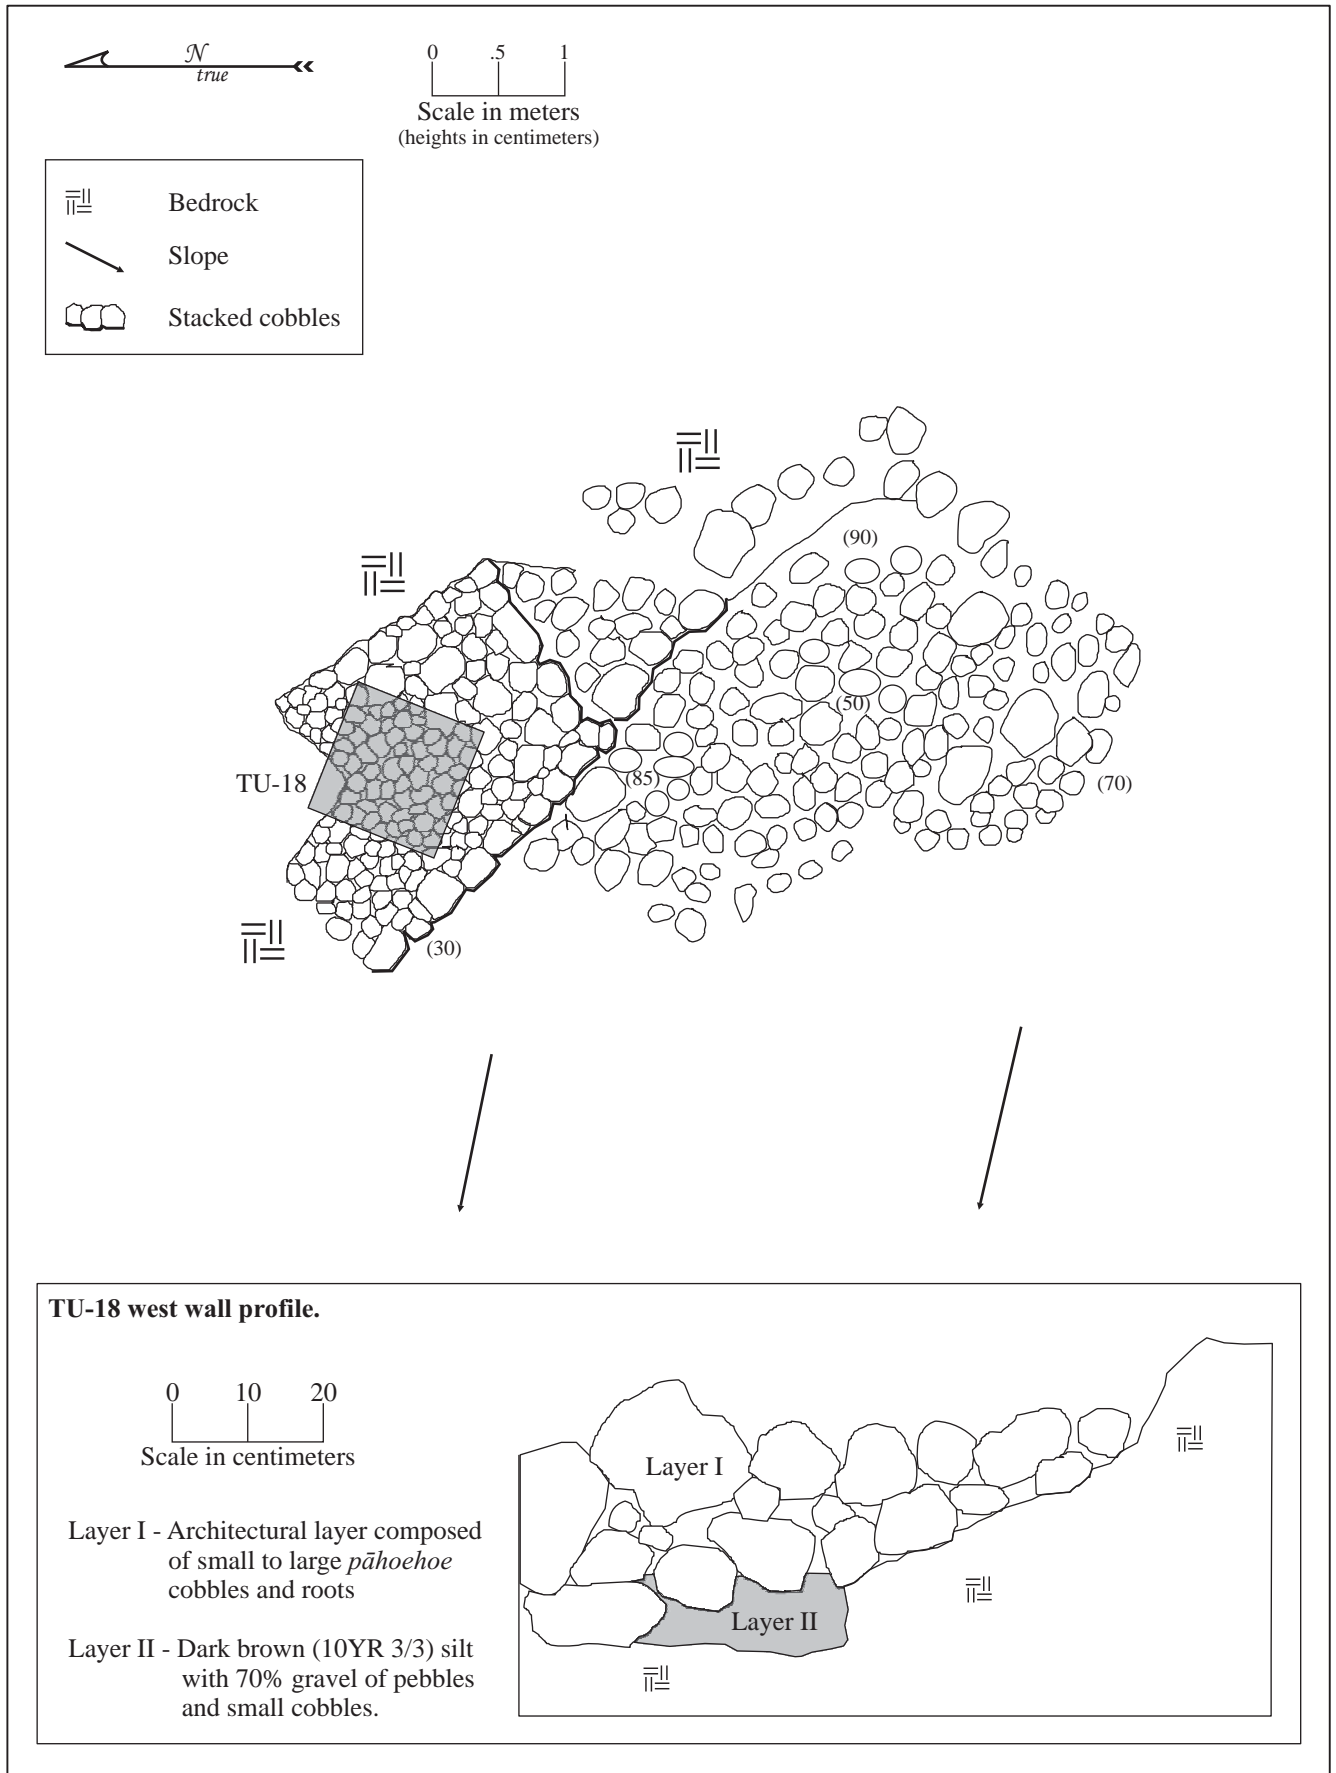 N
true
0 .5 1
Scale in meters
(heights in centimeters)
Bedrock
Slope
Stacked cobbles
(90)
(50)
TU-18
(85)
(70)
(30)
TU-18 west wall profile.
0 10 20
Scale in centimeters
Layer I - Architectural layer composed
of small to large pāhoehoe
cobbles and roots
Layer II - Dark brown (10YR 3/3) silt
with 70% gravel of pebbles
and small cobbles.
Layer I
Layer II